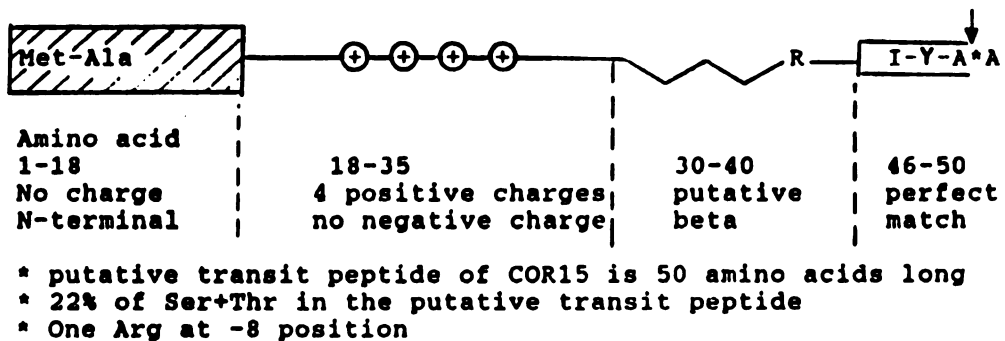 Met-Ala + + + + R I-Y-A*A
Amino acid
1-18 18-35 30-40 46-50
No charge 4 positive charges putative perfect
N-terminal no negative charge beta match
* putative transit peptide of COR15 is 50 amino acids long
* 22% of Ser+Thr in the putative transit peptide
* One Arg at -8 position